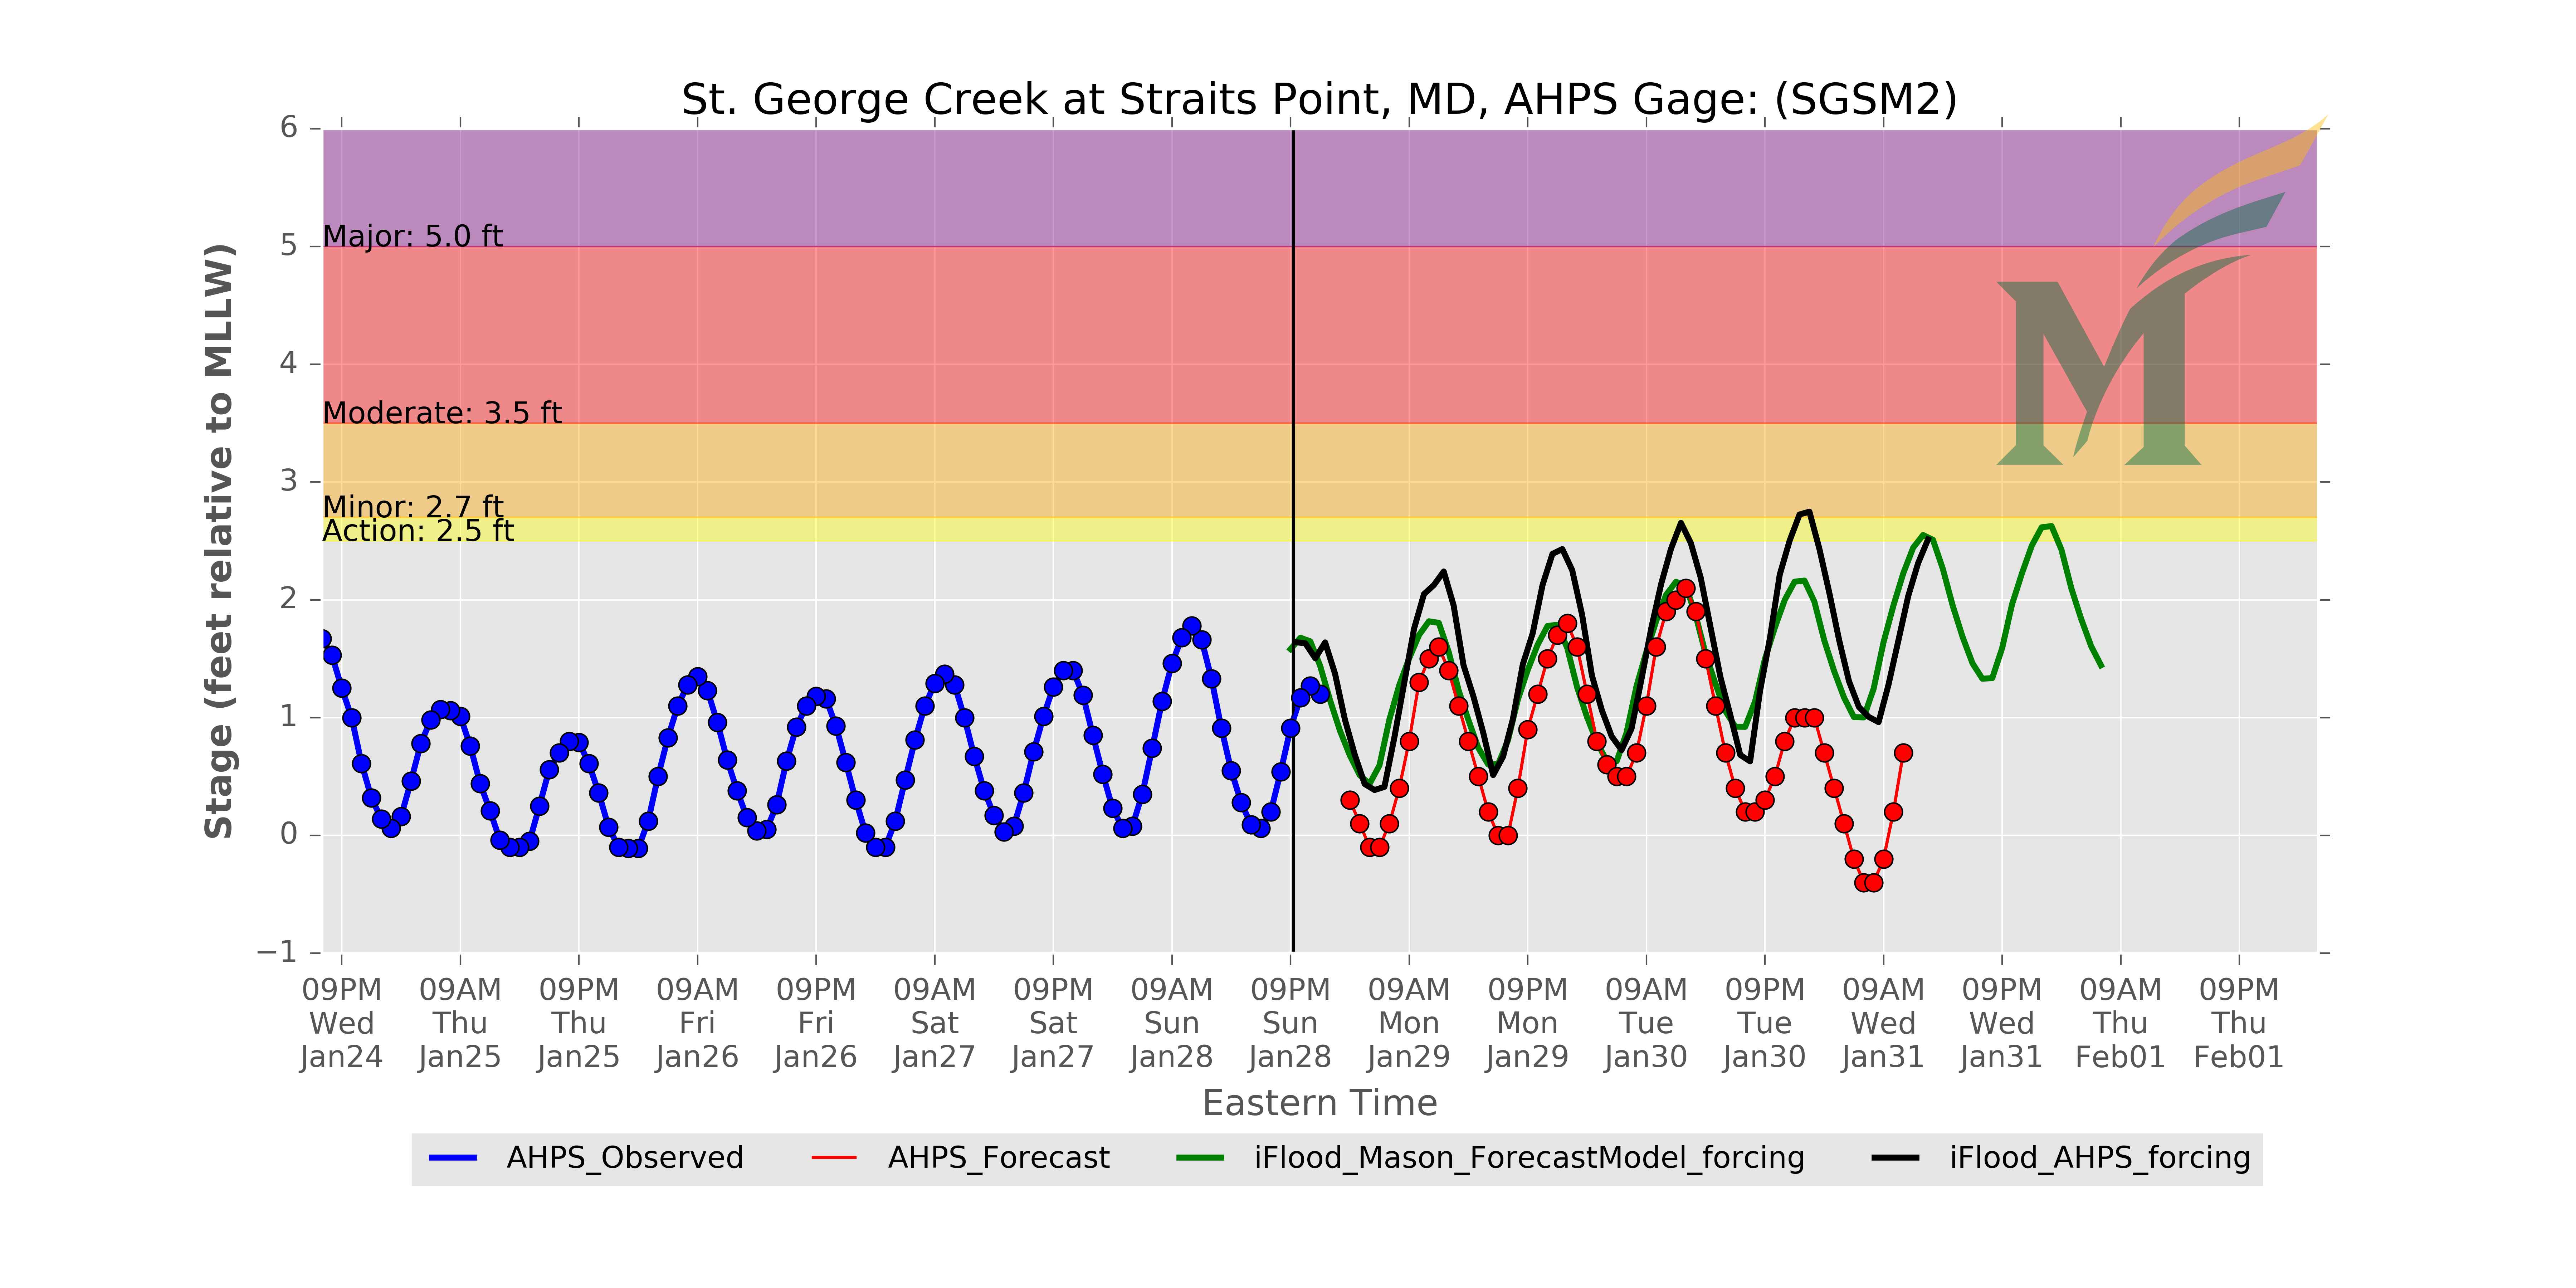 St. George Creek at Straits Point, MD, AHPS Gage: (SGSM2)
Stage (feet relative to MLLW)
6
5
4
3
2
1
0
−1
Major: 5.0 ft
Moderate: 3.5 ft
Minor: 2.7 ft
Action: 2.5 ft
M
09PM 09AM 09PM 09AM 09PM 09AM 09PM 09AM 09PM 09AM 09PM 09AM 09PM 09AM 09PM 09AM 09PM
Wed Thu Thu Fri Fri Sat Sat Sun Sun Mon Mon Tue Tue Wed Wed Thu Thu
Jan24 Jan25 Jan25 Jan26 Jan26 Jan27 Jan27 Jan28 Jan28 Jan29 Jan29 Jan30 Jan30 Jan31 Jan31 Feb01 Feb01
Eastern Time
AHPS_Observed AHPS_Forecast iFlood_Mason_ForecastModel_forcing iFlood_AHPS_forcing